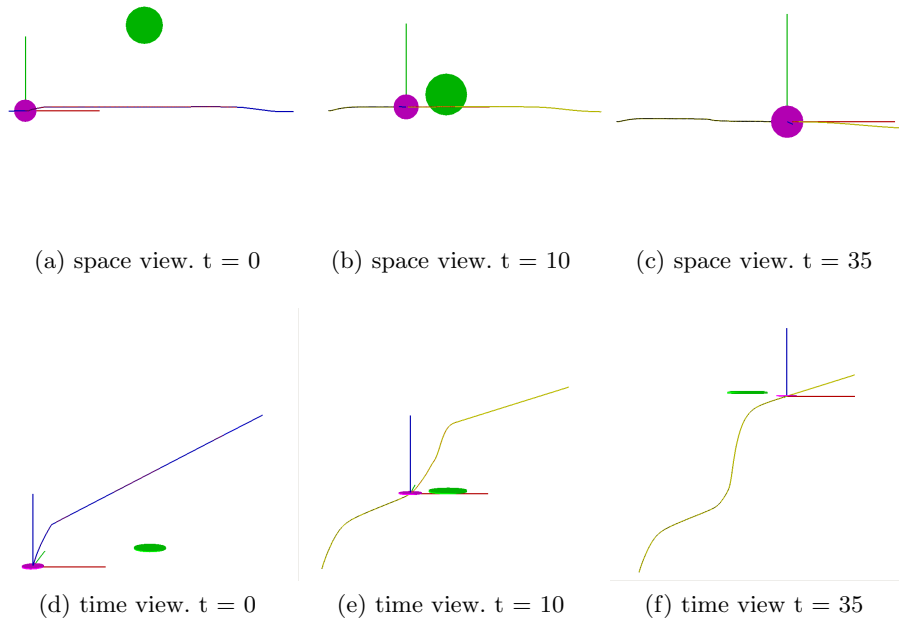 (a) space view. t = 0
(b) space view. t = 10
(c) space view. t = 35
(d) time view. t = 0
(e) time view. t = 10
(f) time view t = 35